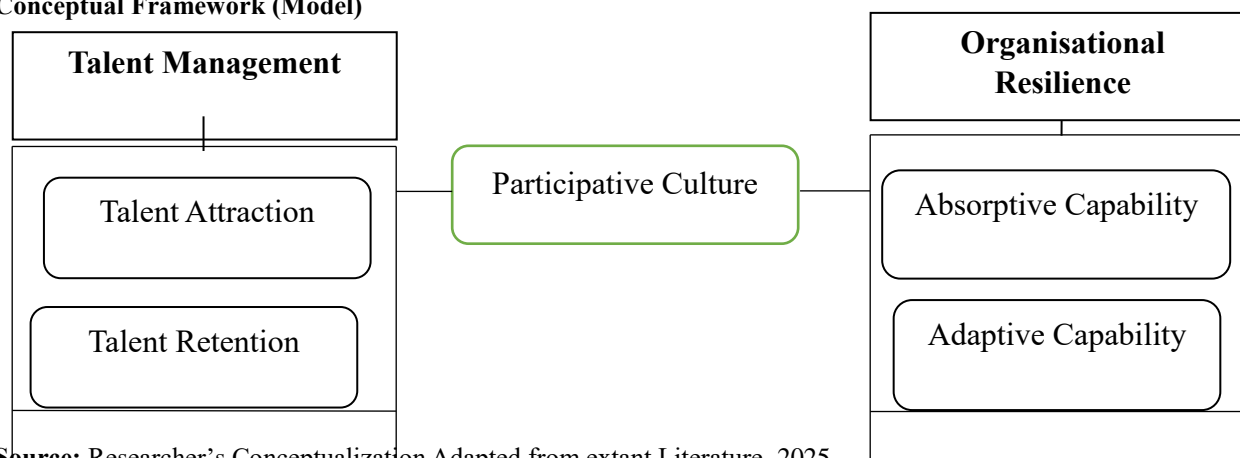 Conceptual Framework (Model)
Talent Management
Organisational
Resilience
Participative Culture
Talent Attraction
Absorptive Capability
Talent Retention
Adaptive Capability
Source: Researcher’s Conceptualization Adapted from extant Literature, 2025